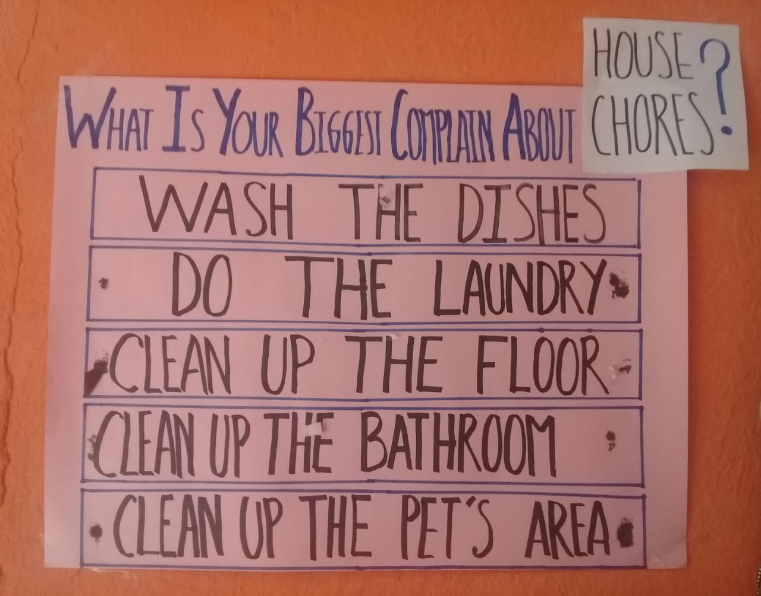 WHAT IS YOUR BIGGEST COMPLAIN ABOUT
HOUSE
CHORES?
WASH THE DISHES
DO THE LAUNDRY
CLEAN UP THE FLOOR
CLEAN UP THE BATHROOM
CLEAN UP THE PET'S AREA